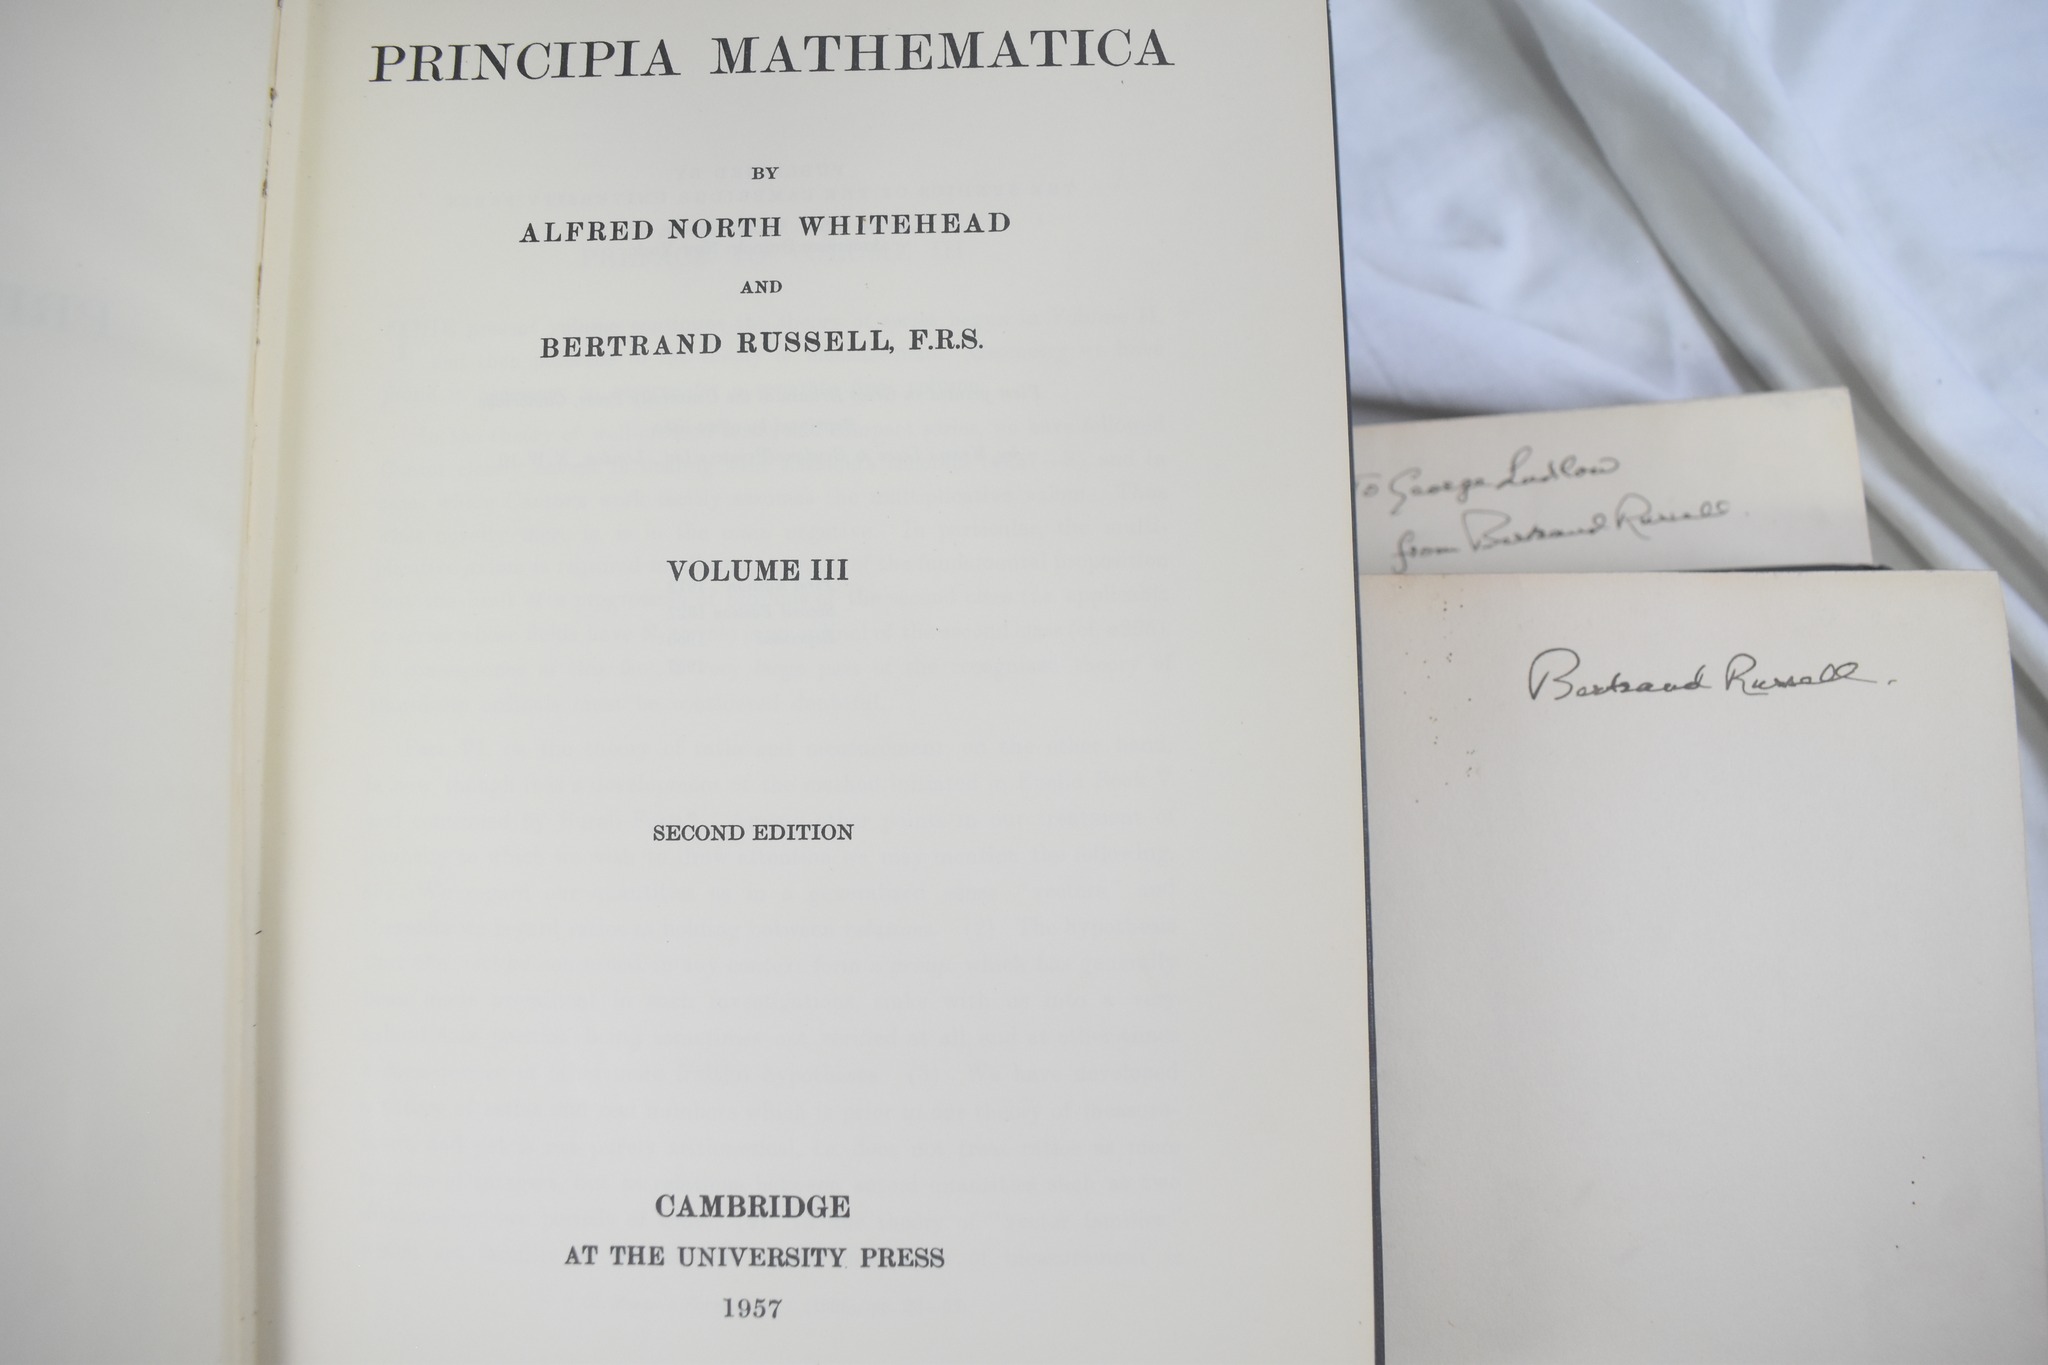 PRINCIPIA MATHEMATICA
BY
ALFRED NORTH WHITEHEAD
AND
BERTRAND RUSSELL, F.R.S.
VOLUME III
SECOND EDITION
CAMBRIDGE
AT THE UNIVERSITY PRESS
1957
To George Ludlow
from Bertrand Russell.
Bertrand Russell.